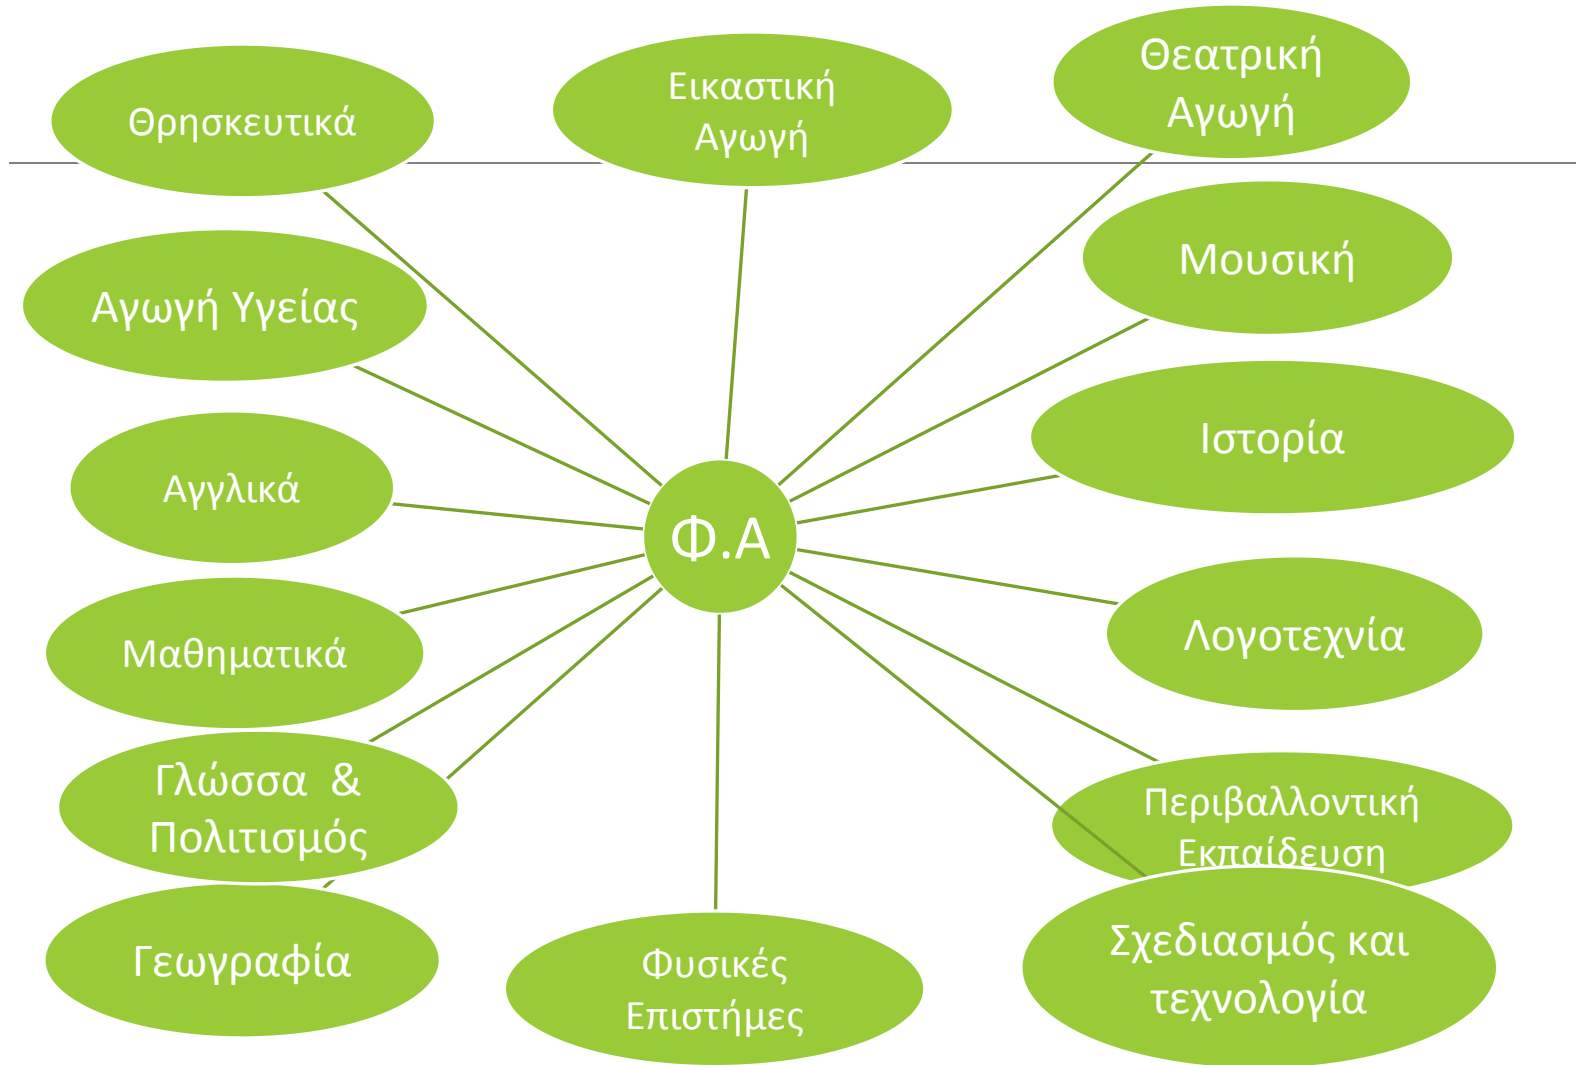 Θρησκευτικά
Εικαστική
Αγωγή
Θεατρική
Αγωγή
Αγωγή Υγείας
Μουσική
Αγγλικά
Ιστορία
Φ.Α
Μαθηματικά
Λογοτεχνία
Γλώσσα &
Πολιτισμός
Περιβαλλοντική
Εκπαίδευση
Γεωγραφία
Φυσικές
Επιστήμες
Σχεδιασμός και
τεχνολογία